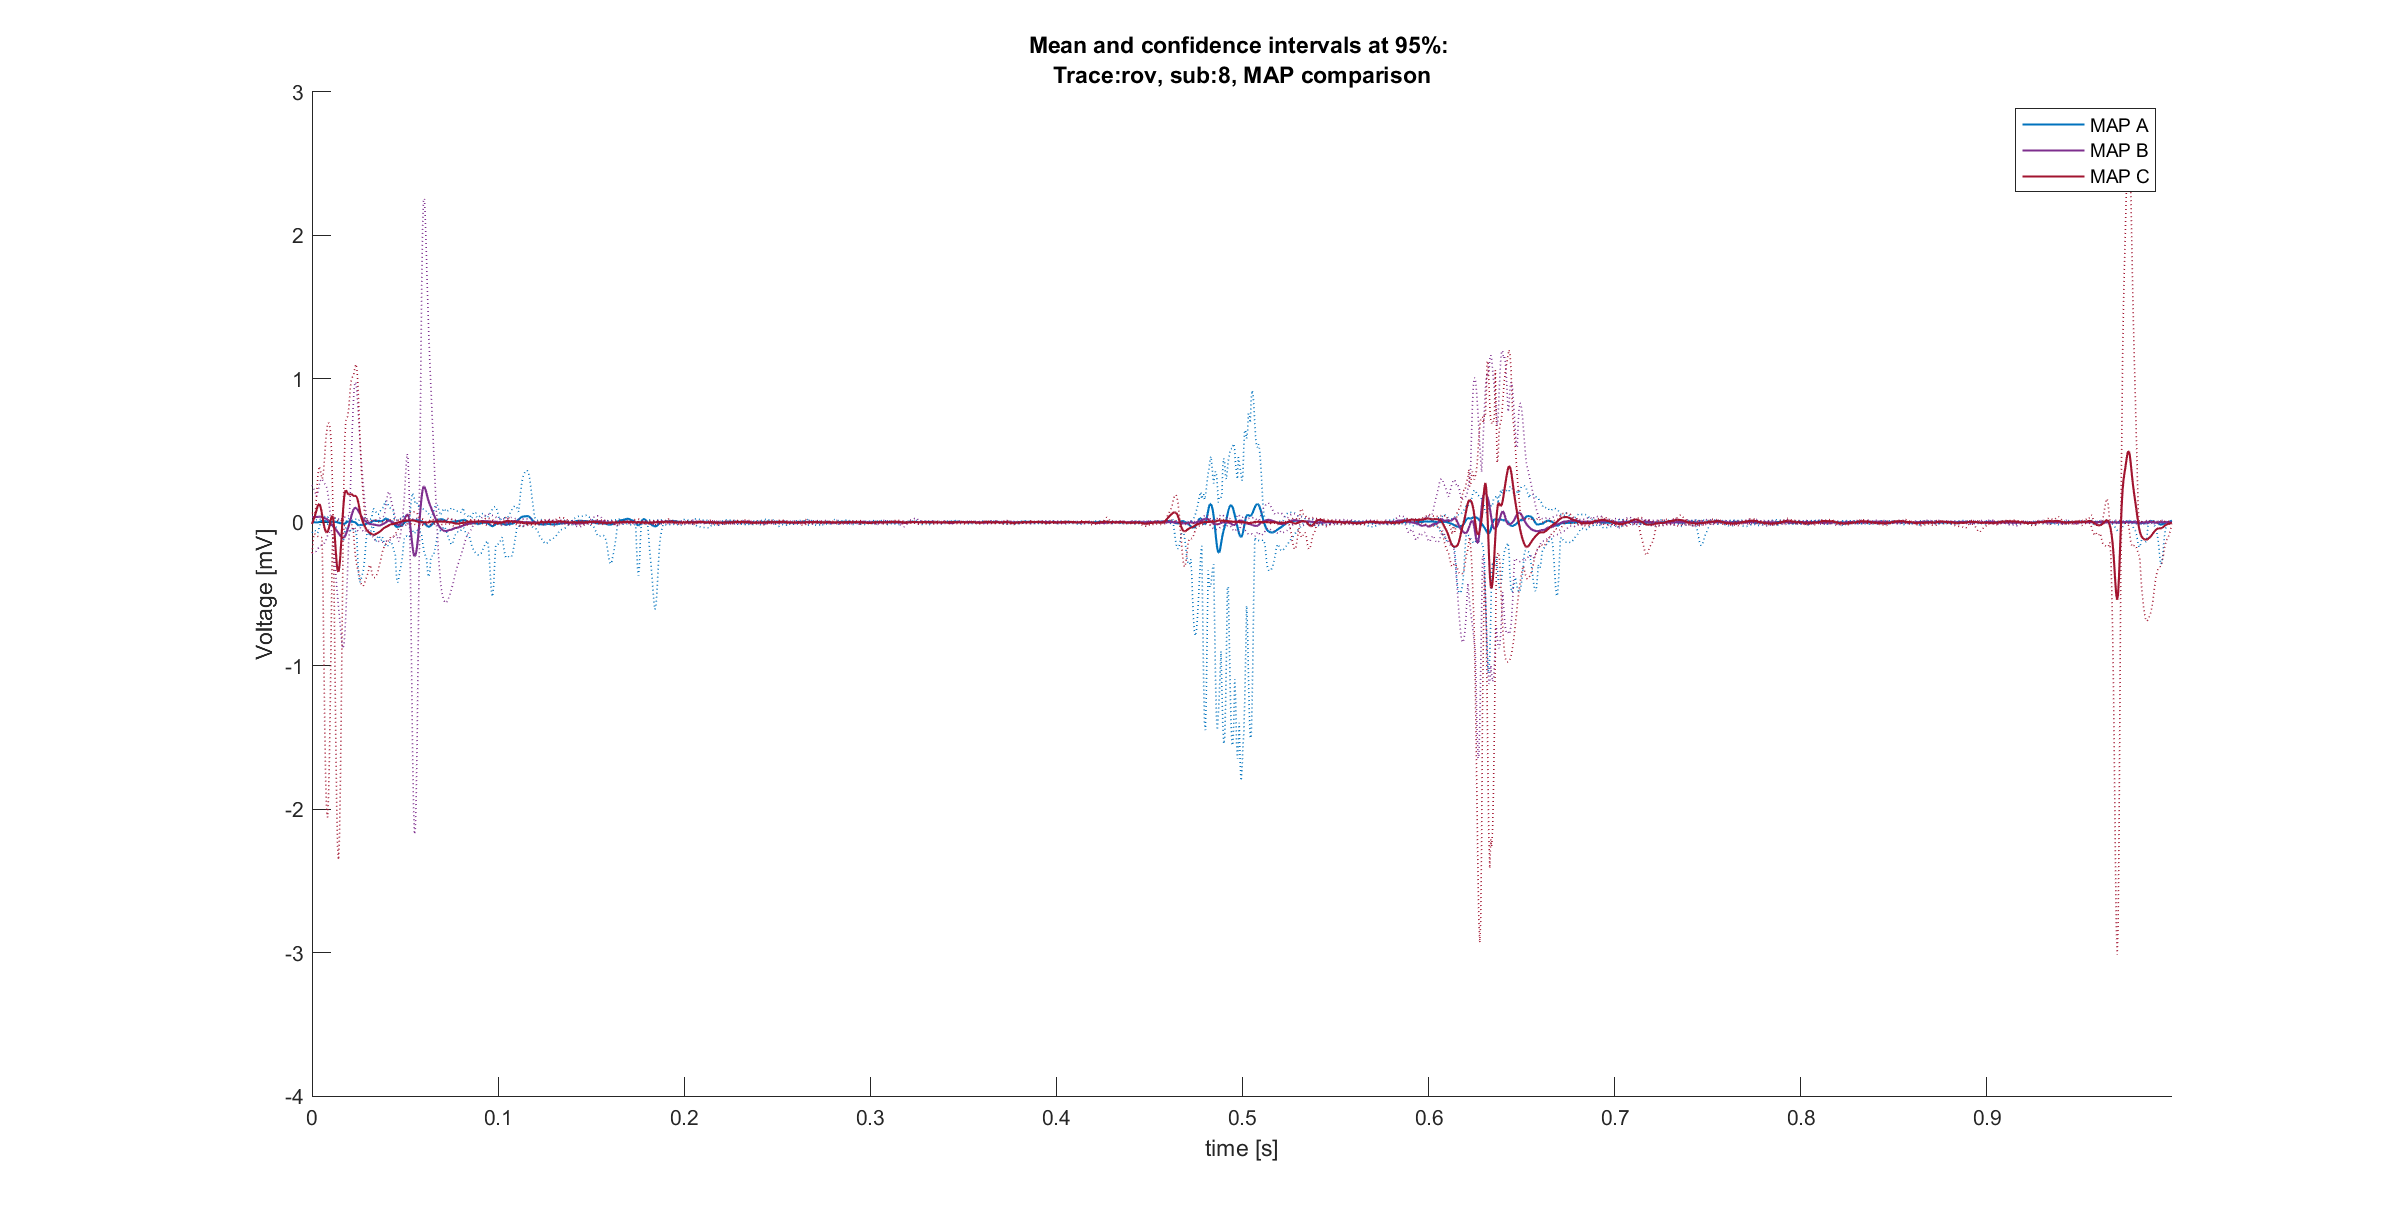 Mean and confidence intervals at 95%:
Trace:rov, sub:8, MAP comparison
MAP A
MAP B
MAP C
3
2
1
0
-1
-2
-3
-4
Voltage [mV]
0 0.1 0.2 0.3 0.4 0.5 0.6 0.7 0.8 0.9
time [s]